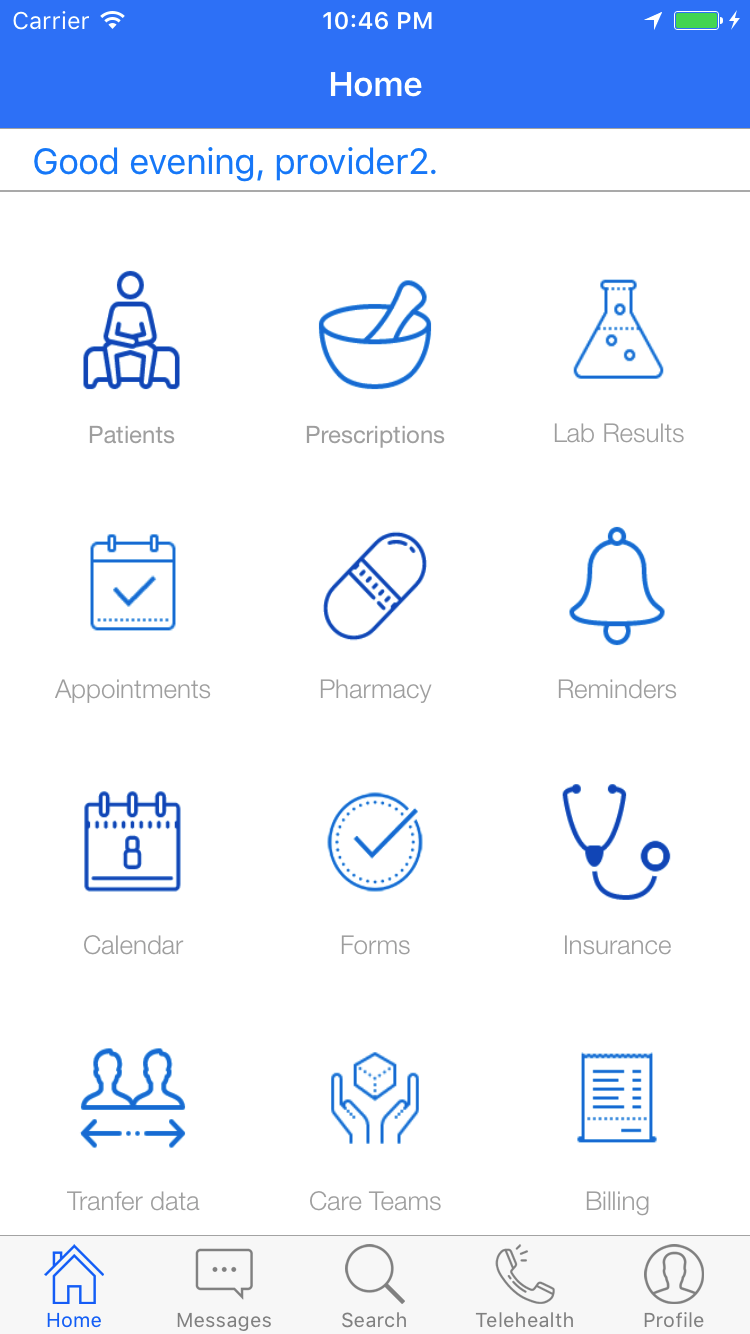 Carrier 10:46 PM
Home
Good evening, provider2.
Patients Prescriptions Lab Results
Appointments Pharmacy Reminders
8
Calendar Forms Insurance
Tranfer data Care Teams Billing
Home Messages Search Telehealth Profile